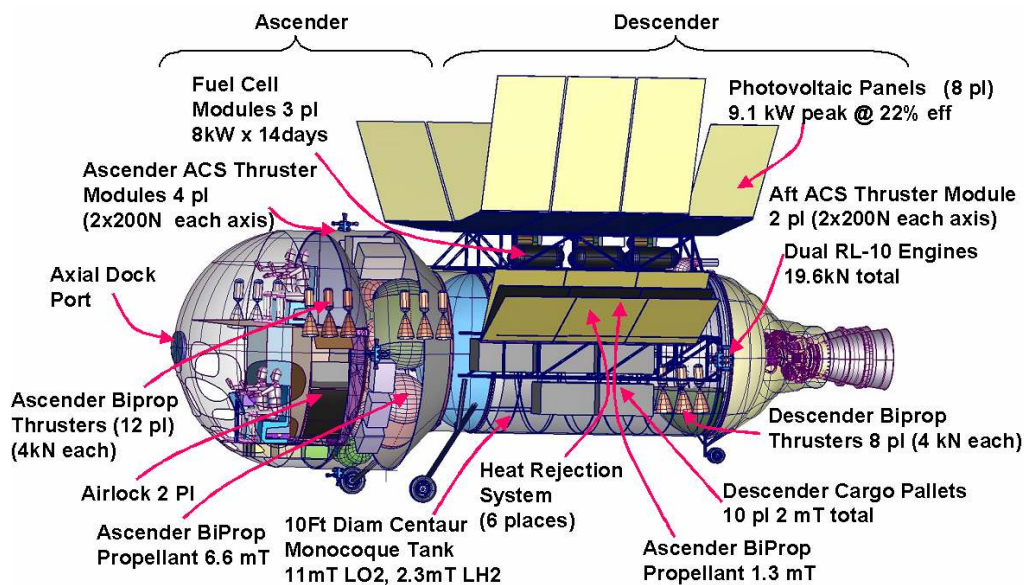 Ascender
Descender
Fuel Cell
Modules 3 pl
8kW x 14days
Photovoltaic Panels (8 pl)
9.1 kW peak @ 22% eff
Ascender ACS Thruster
Modules 4 pl
(2x200N each axis)
Aft ACS Thruster Module
2 pl (2x200N each axis)
Dual RL-10 Engines
19.6kN total
Axial Dock
Port
Ascender Biprop
Thrusters (12 pl)
(4kN each)
Descender Biprop
Thrusters 8 pl (4 kN each)
Airlock 2 Pl
Heat Rejection
System
(6 places)
Descender Cargo Pallets
10 pl 2 mT total
Ascender BiProp
Propellant 6.6 mT
10Ft Diam Centaur
Monocoque Tank
11mT LO2, 2.3mT LH2
Ascender BiProp
Propellant 1.3 mT